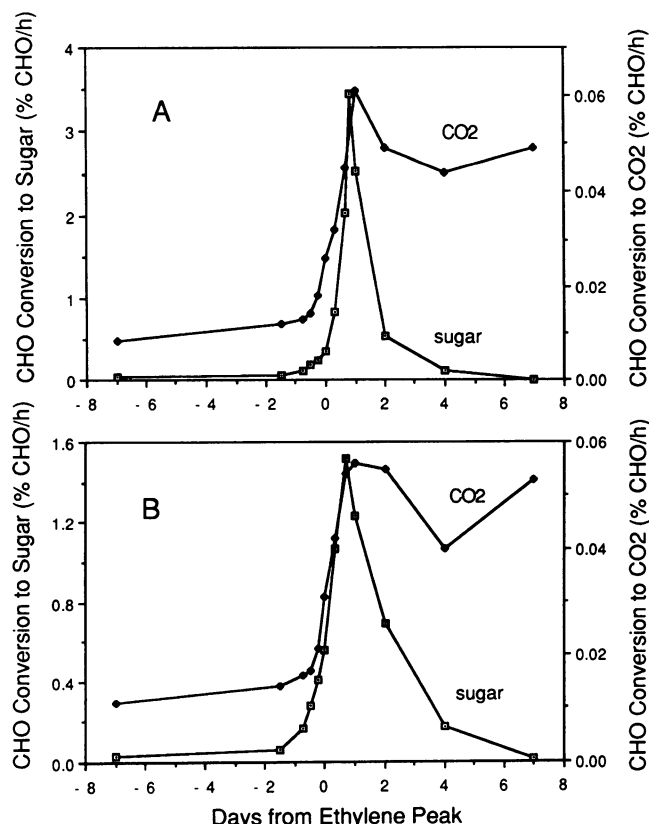 CHO Conversion to Sugar (% CHO/h)
4
3
2
1
0
A
CO2
sugar
0.06
0.04
0.02
0.00
CHO Conversion to CO2 (% CHO/h)
- 8 - 6 - 4 - 2 0 2 4 6 8
CHO Conversion to Sugar (% CHO/h)
1.6
1.2
0.8
0.4
0.0
B
CO2
sugar
0.06
0.04
0.02
0.00
CHO Conversion to CO2 (% CHO/h)
- 8 - 6 - 4 - 2 0 2 4 6 8
Days from Ethylene Peak